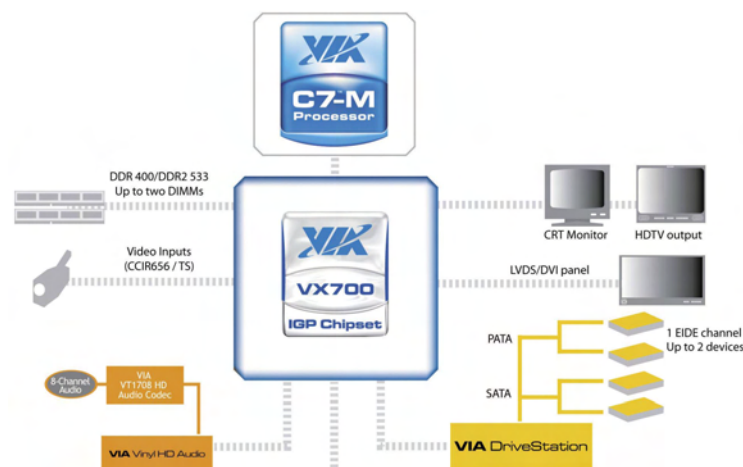 VIA
C7-M
Processor
DDR 400/DDR2 533
Up to two DIMMs
VIA
VX700
IGP Chipset
CRT Monitor
HDTV output
Video Inputs
(CCIR656 / TS)
LVDS/DVI panel
PATA
1 EIDE channel
Up to 2 devices
SATA
8-Channel
Audio
VIA
VT1708 HD
Audio Codec
VIA Vinyl HD Audio
VIA DriveStation